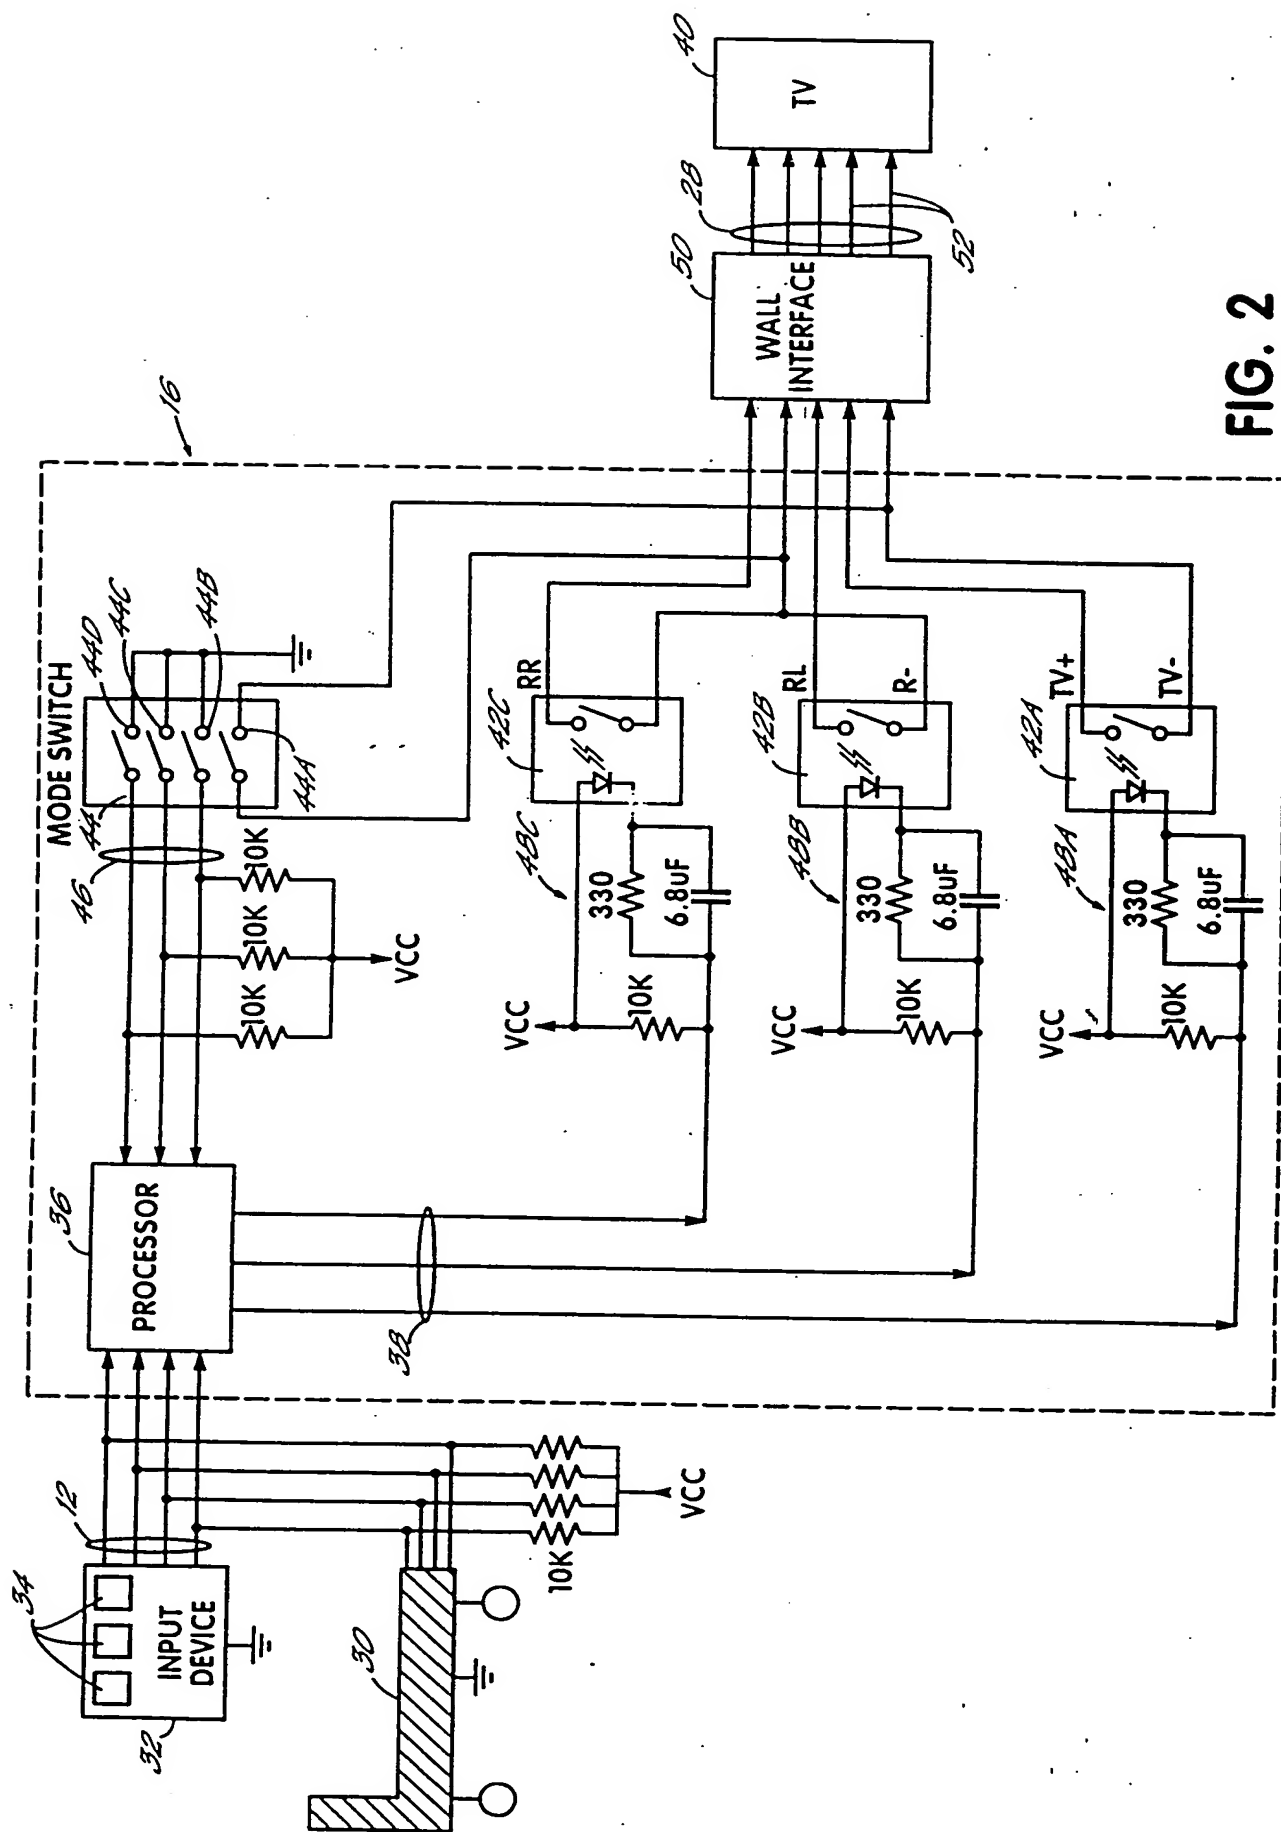 34
32
INPUT
DEVICE
12
30
10K
VCC
36
PROCESSOR
38
46
10K
10K
10K
VCC
MODE SWITCH
44
44D
44C
44B
44A
16
VCC
10K
48C
330
6.8uF
42C
RR
VCC
10K
48B
330
6.8uF
42B
RL
R-
VCC
10K
48A
330
6.8uF
42A
TV+
TV-
WALL
INTERFACE
50
28
52
TV
40
FIG. 2